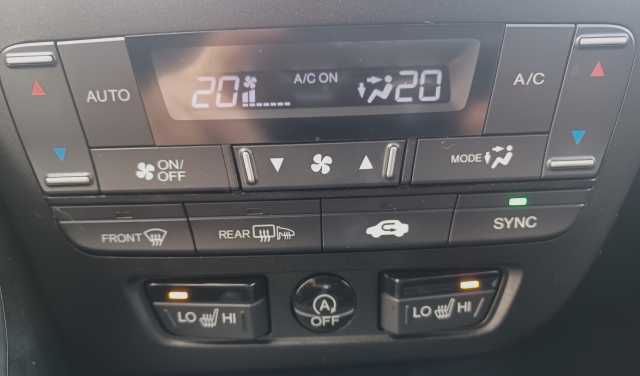 20 A/C ON 20
AUTO
A/C
ON/
OFF
MODE
FRONT
REAR
SYNC
LO HI
A
OFF
LO HI